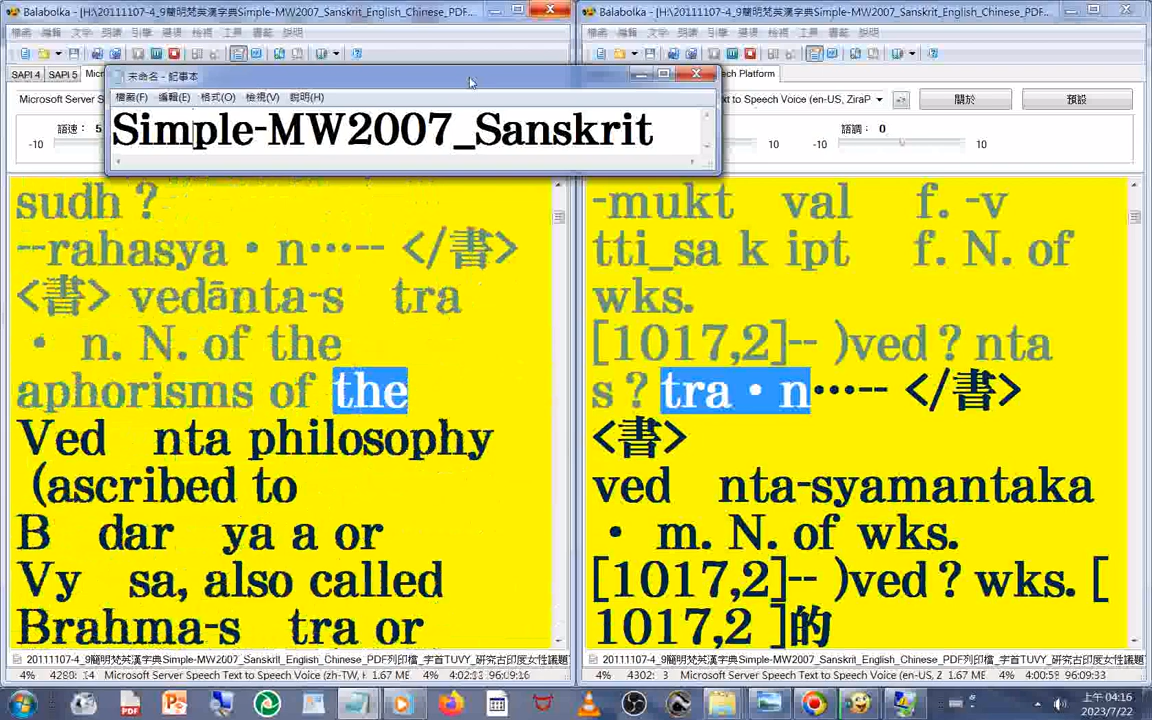 Balabolka - [H:\20111107-4_9簡明梵英漢字典Simple-MW2007_Sanskrit_English_Chinese_PDF...
Balabolka - [H:\20111107-4_9簡明梵英漢字典Simple-MW2007_Sanskrit_English_Chinese_PDF...
SAPI 4 SAPI 5
未命名 - 記事本
檔案(F) 編輯(E) 格式(O) 檢視(V) 說明(H)
Simple-MW2007_Sanskrit
Microsoft Server S
語速： 5
-10
ech Platform
xt to Speech Voice (en-US, ZiraP
關於 預設
10 語調： 0
-10 10
sudh ?
--rahasya • n…-- </書>
<書> vedānta-s tra
• n. N. of the
aphorisms of the
Ved nta philosophy
(ascribed to
B dar ya a or
Vy sa, also called
Brahma-s tra or
-mukt val f. -v
tti_sa k ipt f. N. of
wks.
[1017,2]-- )ved ? nta
s ? tra • n…-- </書>
<書>
ved nta-syamantaka
• m. N. of wks.
[1017,2]-- )ved ? wks. [
1017,2 ]的
20111107-4_9簡明梵英漢字典Simple-MW2007_Sanskrit_English_Chinese_PDF列印檔_字首TUVY_研究古印度女性議題
20111107-4_9簡明梵英漢字典Simple-MW2007_Sanskrit_English_Chinese_PDF列印檔_字首TUVY_研究古印度女性議題
4% Microsoft Server Speech Text to Speech Voice (zh-TW, H 1.67 MB 96:09:16
4% Microsoft Server Speech Text to Speech Voice (en-US, Z 1.67 MB 96:09:33
上午 04:16
2023/7/22